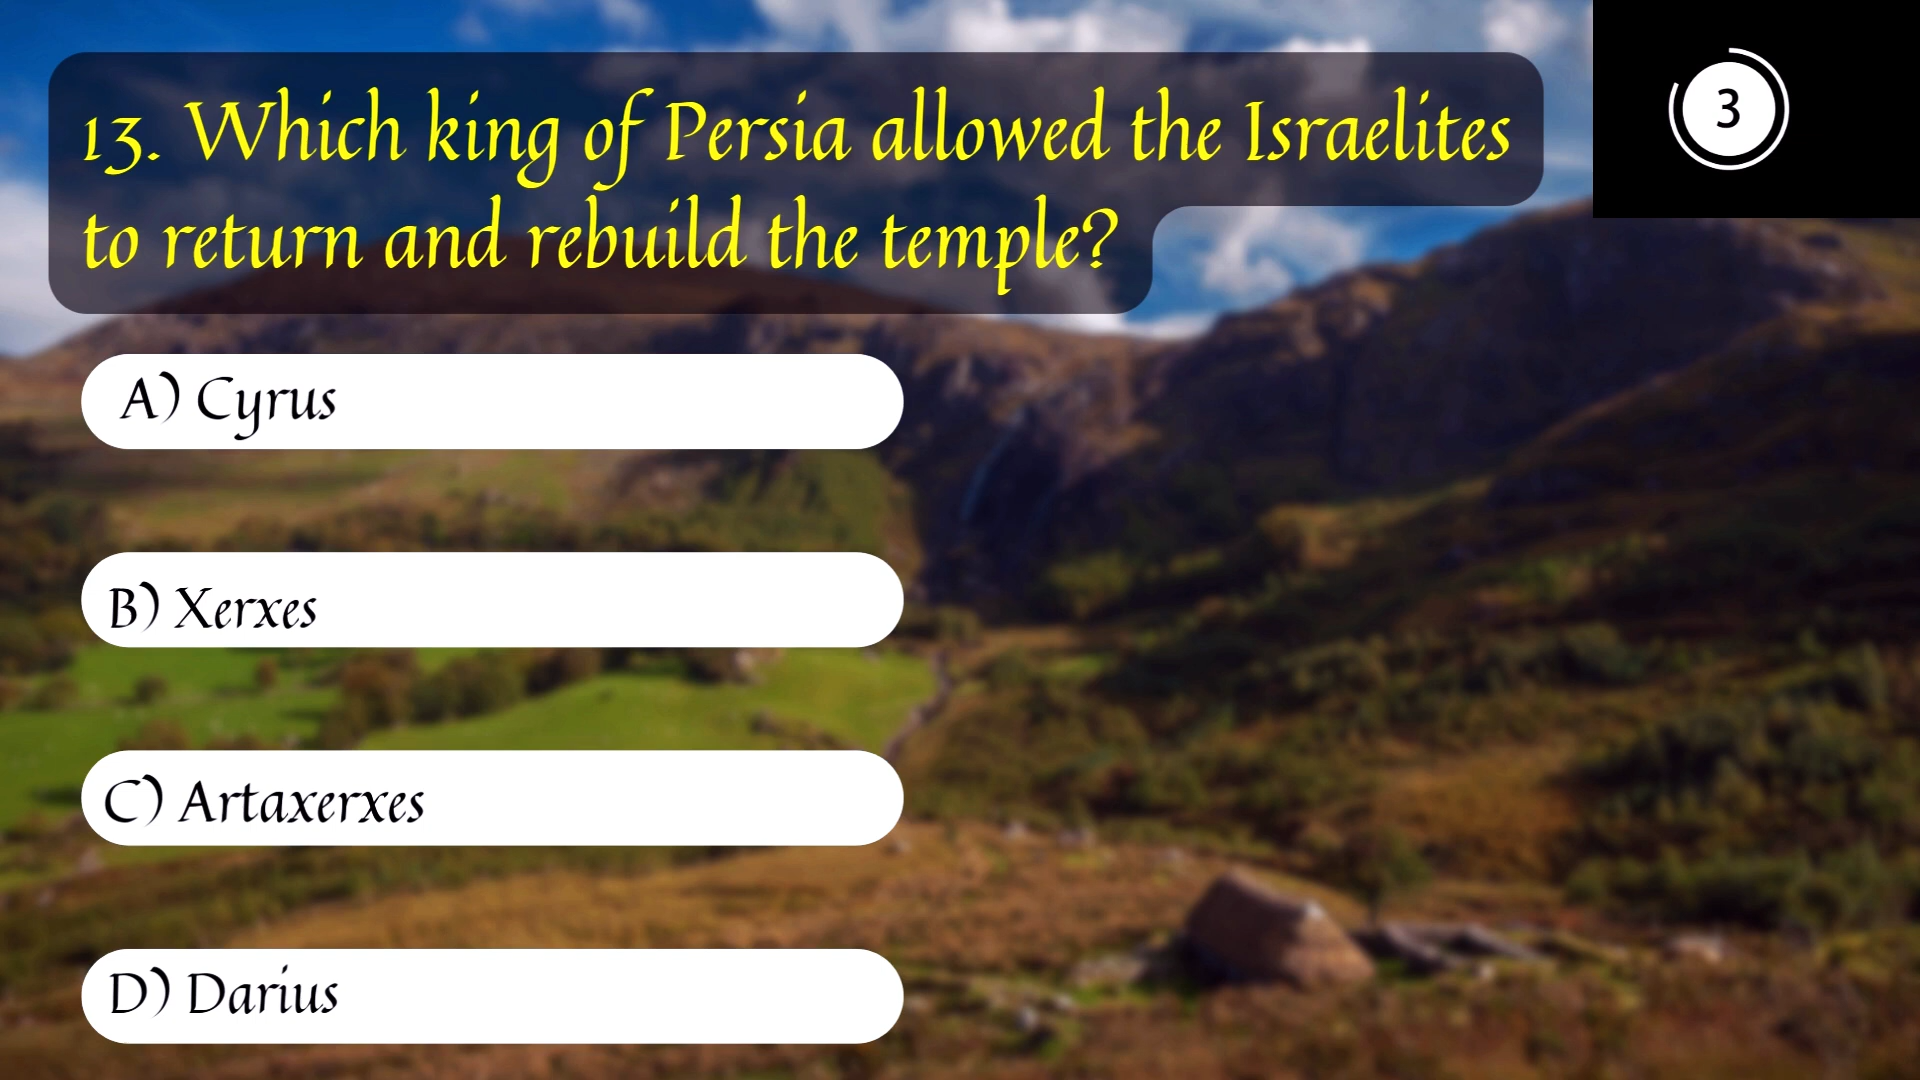 13. Which king of Persia allowed the Israelites
to return and rebuild the temple?
3
A) Cyrus
B) Xerxes
C) Artaxerxes
D) Darius